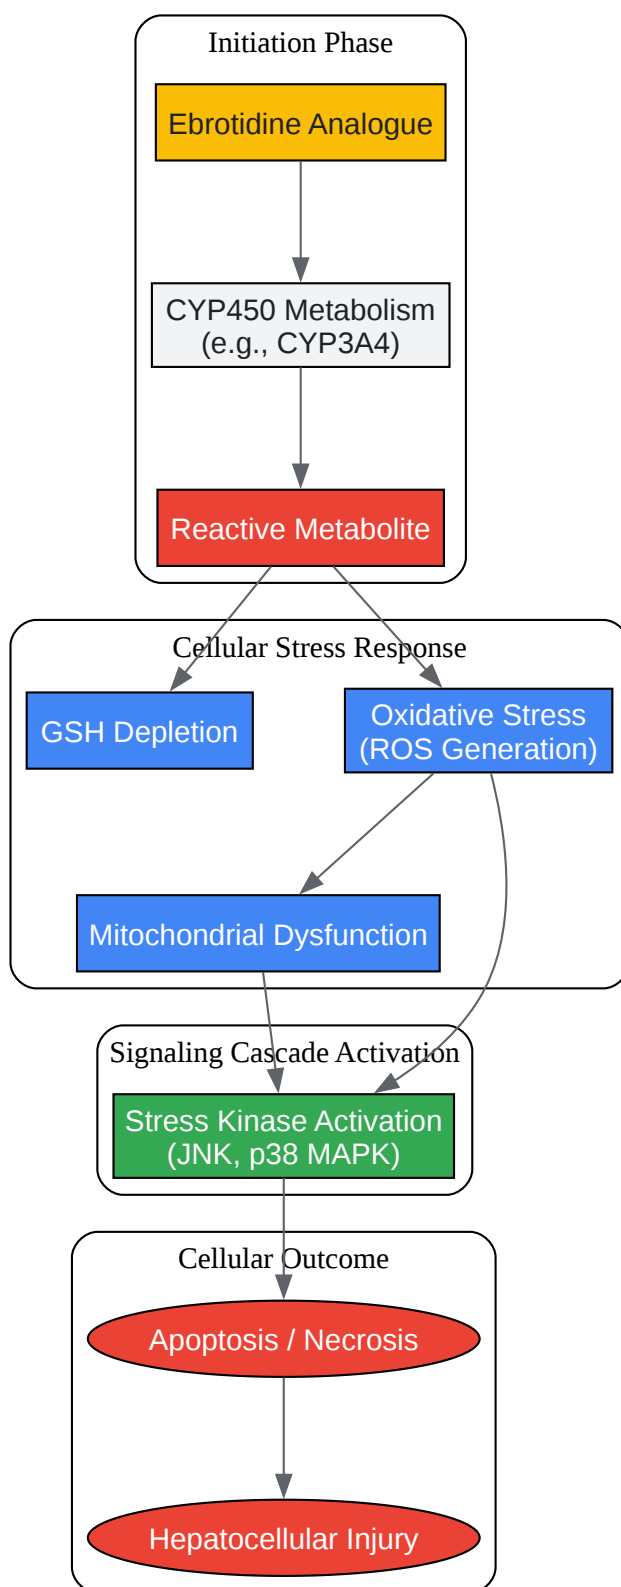 Initiation Phase
Ebrotidine Analogue
CYP450 Metabolism
(e.g., CYP3A4)
Reactive Metabolite
Cellular Stress Response
GSH Depletion
Oxidative Stress
(ROS Generation)
Mitochondrial Dysfunction
Signaling Cascade Activation
Stress Kinase Activation
(JNK, p38 MAPK)
Cellular Outcome
Apoptosis / Necrosis
Hepatocellular Injury